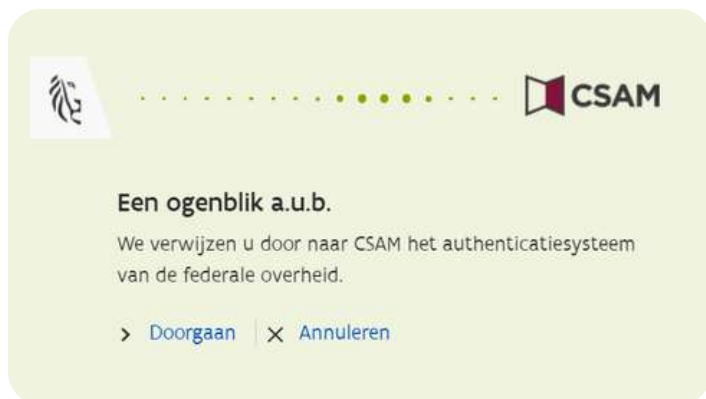 CSAM
Een ogenblik a.u.b.
We verwijzen u door naar CSAM het authenticatiesysteem
van de federale overheid.
Doorgaan
Annuleren